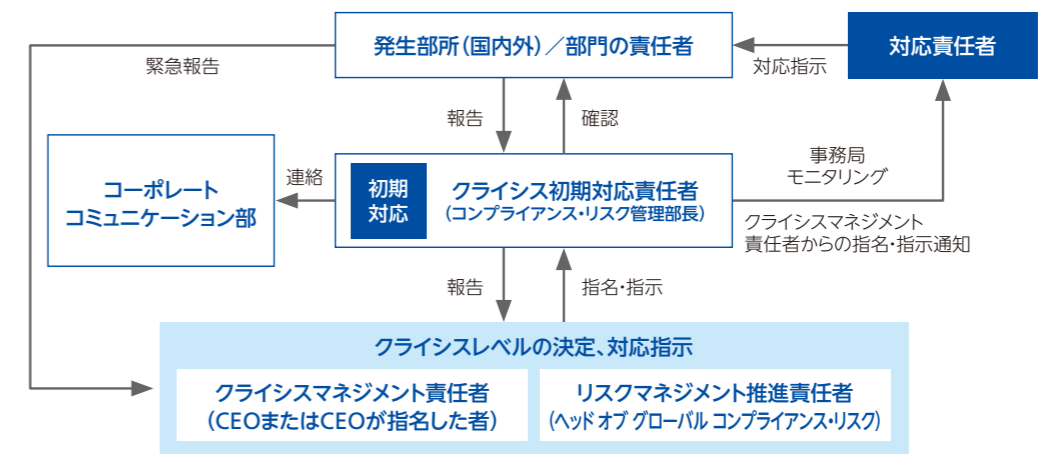 発生部所（国内外）／部門の責任者
対応責任者
緊急報告
対応指示
報告
確認
コーポレート
コミュニケーション部
連絡
初期
対応
クライシス初期対応責任者
（コンプライアンス・リスク管理部長）
事務局
モニタリング
クライシスマネジメント
責任者からの指名・指示通知
報告
指名・指示
クライシスレベルの決定、対応指示
クライシスマネジメント責任者
（CEOまたはCEOが指名した者）
リスクマネジメント推進責任者
（ヘッド オブ グローバル コンプライアンス・リスク）